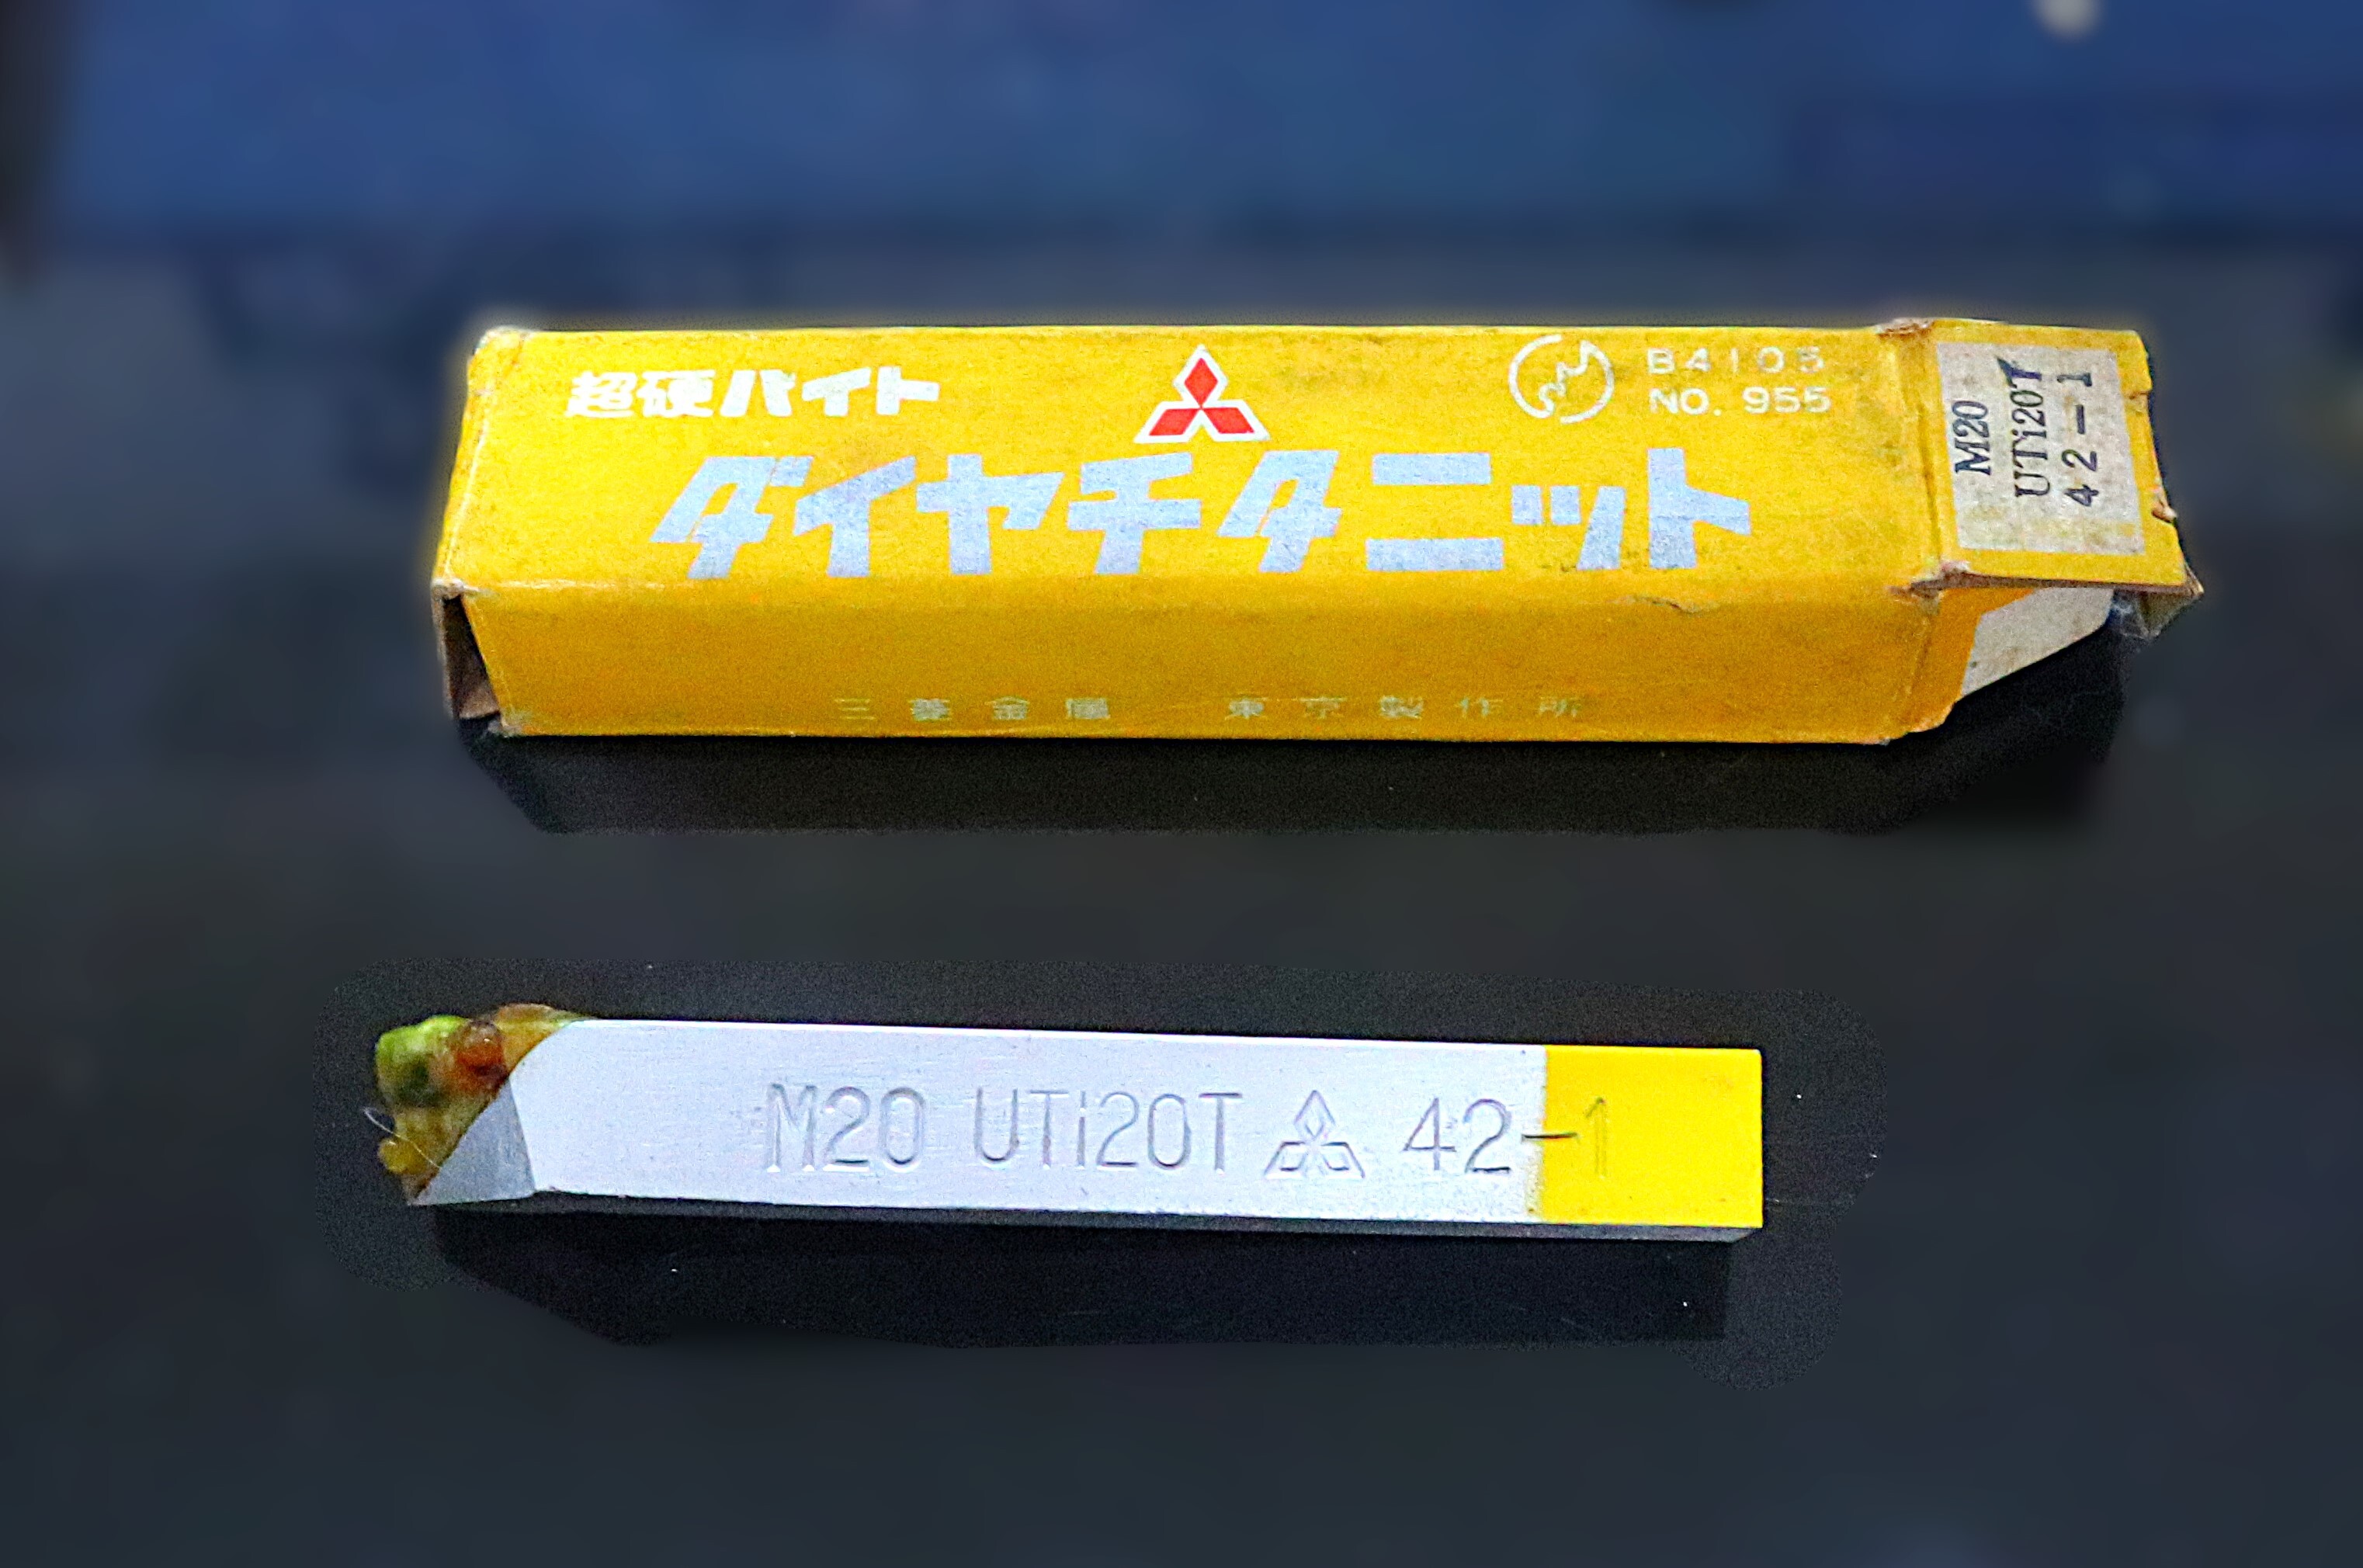 超硬バイト
B4105
NO. 955
ダイヤチタニット
三菱金属 東京製作所
M20
UTi20T
42-1
M20 UTi20T 42-1